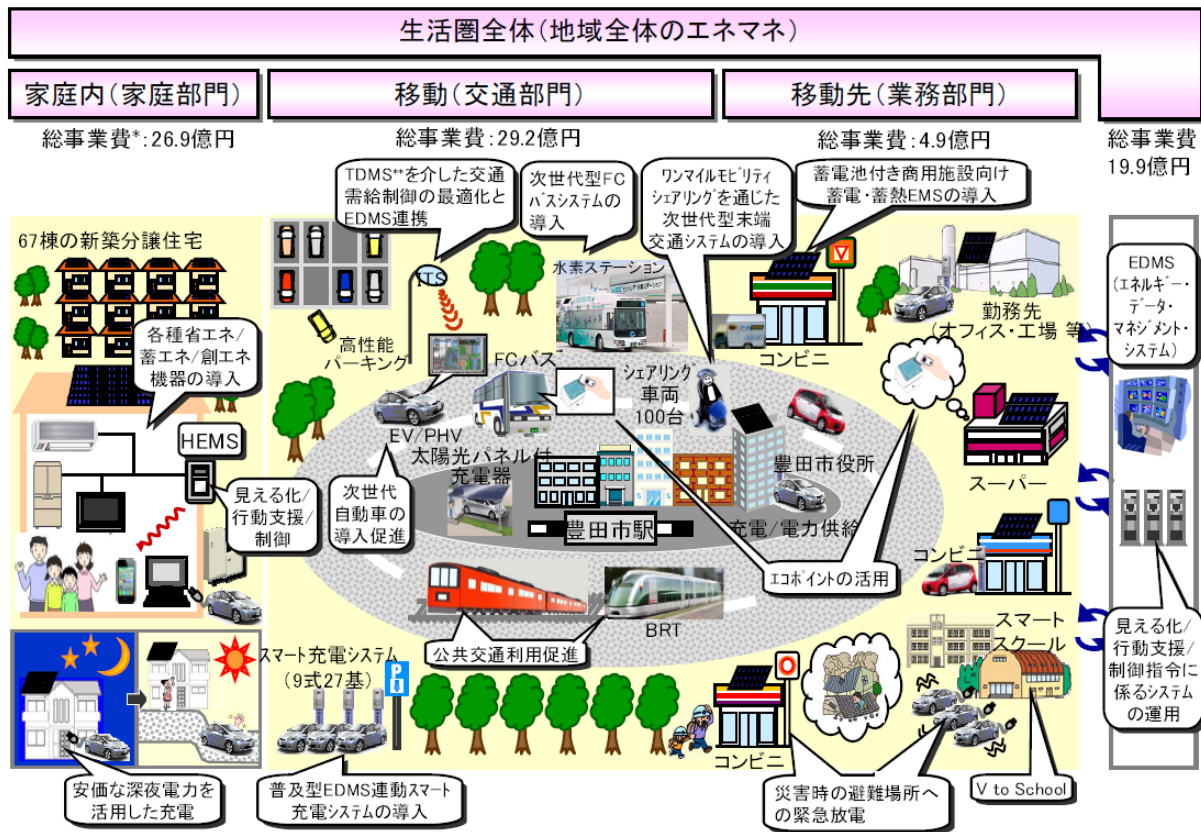 生活圏全体(地域全体のエネマネ)
家庭内(家庭部門)
移動(交通部門)
移動先(業務部門)
総事業費*:26.9億円
総事業費:29.2億円
総事業費:4.9億円
総事業費
19.9億円
TDMS**を介した交通
需給制御の最適化と
EDMS連携
次世代型FC
バスシステムの
導入
ワンマイルモビリティ
シェアリングを通じた
次世代型末端
交通システムの導入
蓄電池付き商用施設向け
蓄電・蓄熱EMSの導入
67棟の新築分譲住宅
各種省エネ/
蓄エネ/創エネ
機器の導入
HEMS
見える化/
行動支援/
制御
ITS
高性能
パーキング
水素ステーション
FCバス
EV/PHV
太陽光パネル付
充電器
次世代
自動車の
導入促進
シェアリング
車両
100台
コンビニ
勤務先
(オフィス・工場 等)
EDMS
(エネルギー・
データ・
マネジメント・
システム)
豊田市役所
充電/電力供給
豊田市駅
スーパー
コンビニ
エコポイントの活用
公共交通利用促進
BRT
スマート
スクール
見える化/
行動支援/
制御指令に
係るシステム
の運用
スマート充電システム
(9式27基)
コンビニ
安価な深夜電力を
活用した充電
普及型EDMS連動スマート
充電システムの導入
災害時の避難場所へ
の緊急放電
V to School